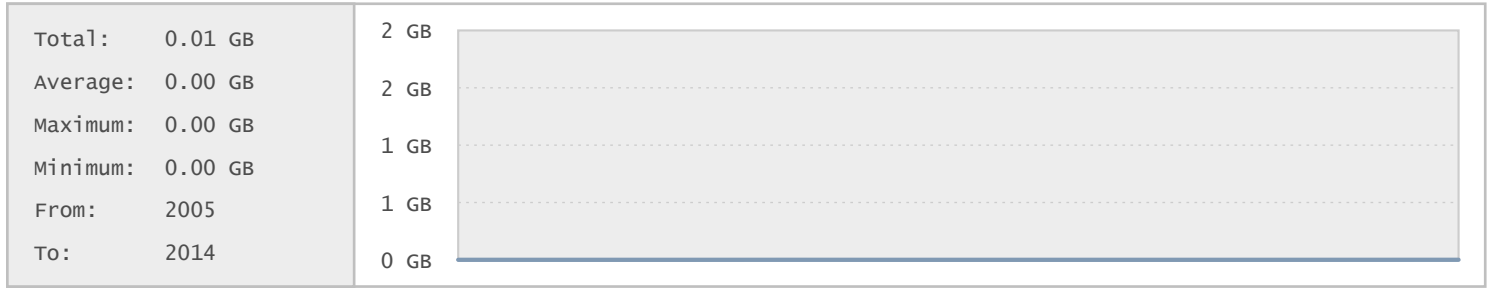 Total: 0.01 GB
Average: 0.00 GB
Maximum: 0.00 GB
Minimum: 0.00 GB
From: 2005
To: 2014
2 GB
2 GB
1 GB
1 GB
0 GB